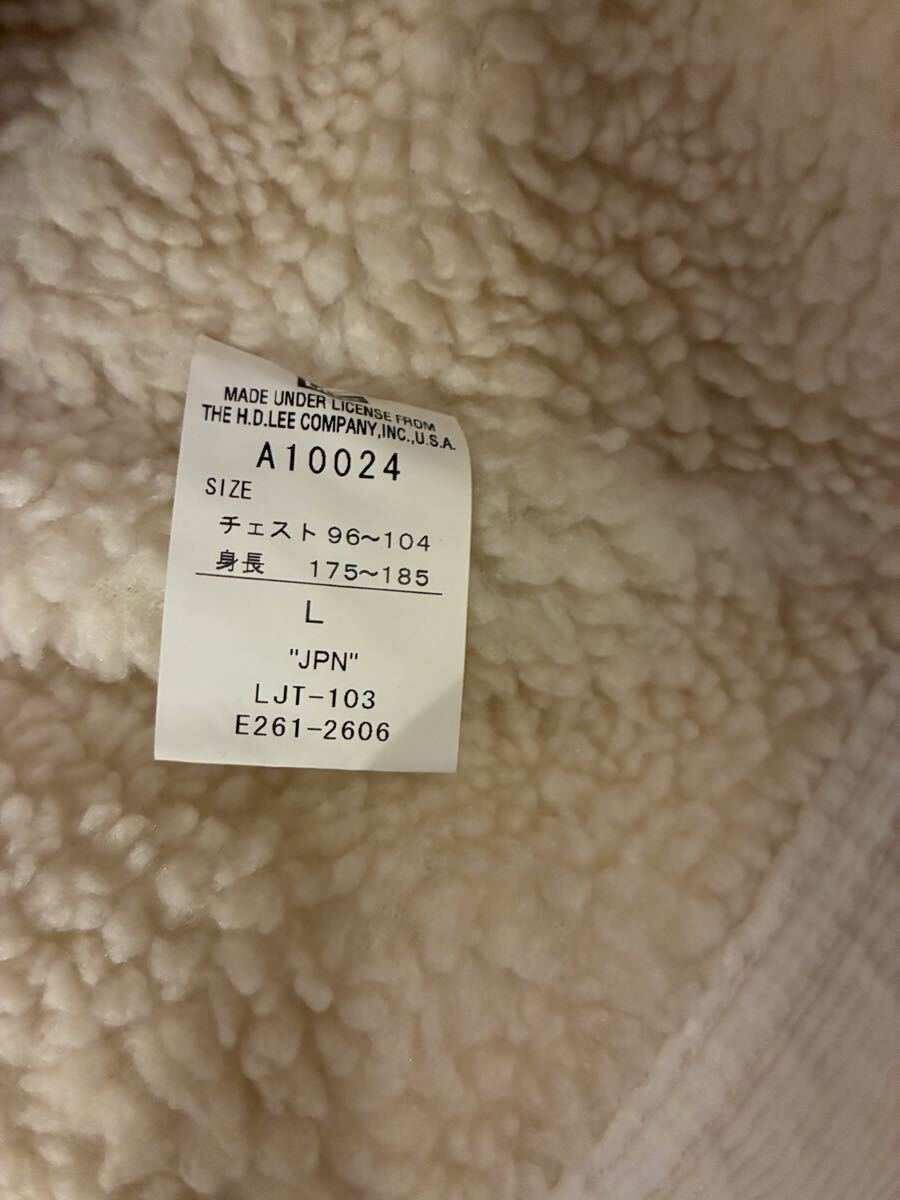 MADE UNDER LICENSE FROM
THE H.D.LEE COMPANY,INC.,U.S.A.
A10024
SIZE
チェスト 96~104
身長 175~185
L
"JPN"
LJT-103
E261-2606